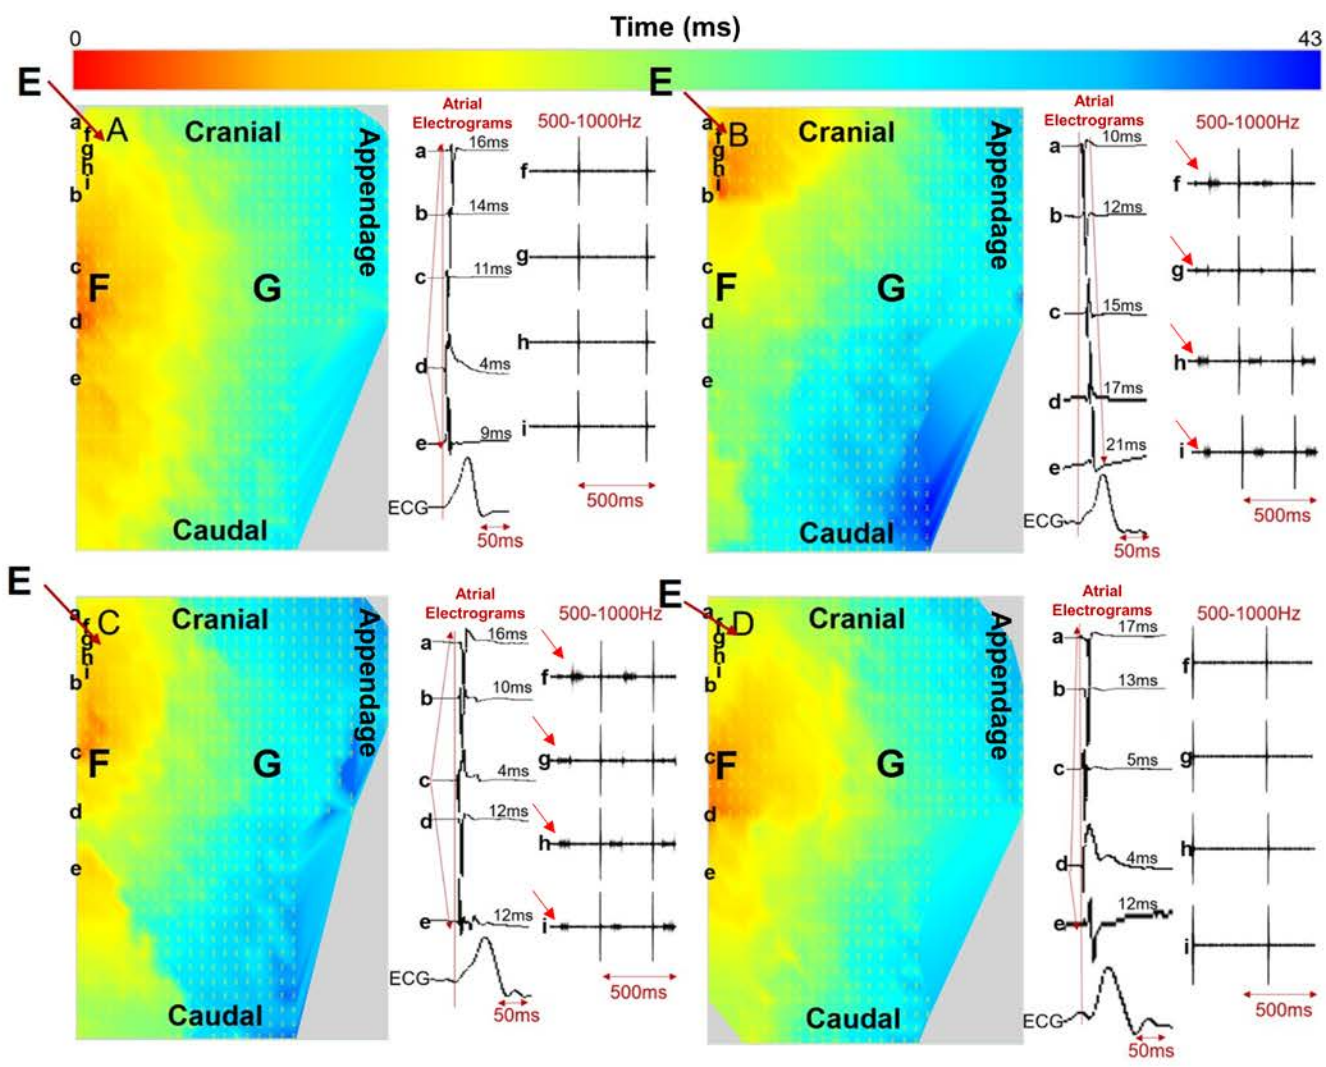 Time (ms)
0
43
E
a
f
g
h
i
b
c
d
e
A
F
G
Cranial
Appendage
Caudal
Atrial
Electrograms
500-1000Hz
a
16ms
b
14ms
c
11ms
d
4ms
e
9ms
ECG
50ms
f
g
h
i
500ms
E
a
f
g
h
i
b
c
d
e
B
F
G
Cranial
Appendage
Caudal
Atrial
Electrograms
500-1000Hz
a
10ms
b
12ms
c
15ms
d
17ms
e
21ms
ECG
50ms
f
g
h
i
500ms
E
a
f
g
h
i
b
c
d
e
C
F
G
Cranial
Appendage
Caudal
Atrial
Electrograms
500-1000Hz
a
16ms
b
10ms
c
4ms
d
12ms
e
12ms
ECG
50ms
f
g
h
i
500ms
E
a
f
g
h
i
b
c
d
e
D
F
G
Cranial
Appendage
Caudal
Atrial
Electrograms
500-1000Hz
a
17ms
b
13ms
c
5ms
d
4ms
e
12ms
ECG
50ms
f
g
h
i
500ms